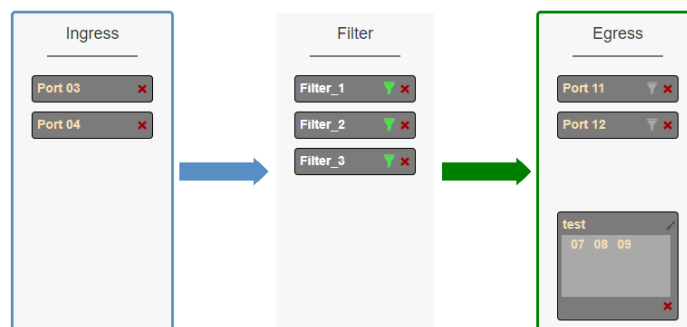 Ingress
Port 03
Port 04
Filter
Filter_1
Filter_2
Filter_3
Egress
Port 11
Port 12
test
07 08 09